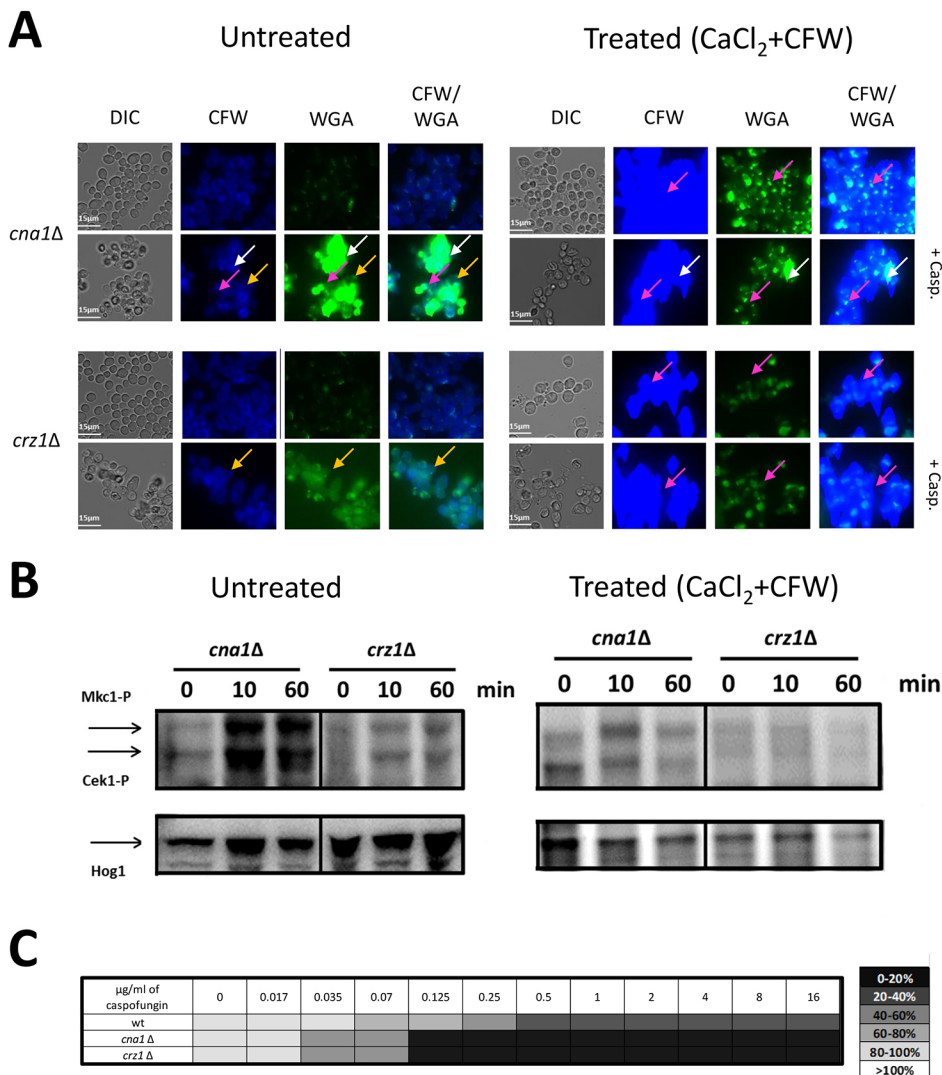 A
Untreated
Treated (CaCl2+CFW)
DIC CFW WGA CFW/ WGA
DIC CFW WGA CFW/ WGA
cna1Δ
15µm
15µm
15µm
15µm
+ Casp.
crz1Δ
15µm
15µm
15µm
15µm
+ Casp.
B
Untreated
Treated (CaCl2+CFW)
cna1Δ crz1Δ
cna1Δ crz1Δ
0 10 60 0 10 60 min
0 10 60 0 10 60 min
Mkc1-P
Cek1-P
Hog1
C
µg/ml of caspofungin 0 0.017 0.035 0.07 0.125 0.25 0.5 1 2 4 8 16
wt
cna1 Δ
crz1 Δ
0-20%
20-40%
40-60%
60-80%
80-100%
>100%